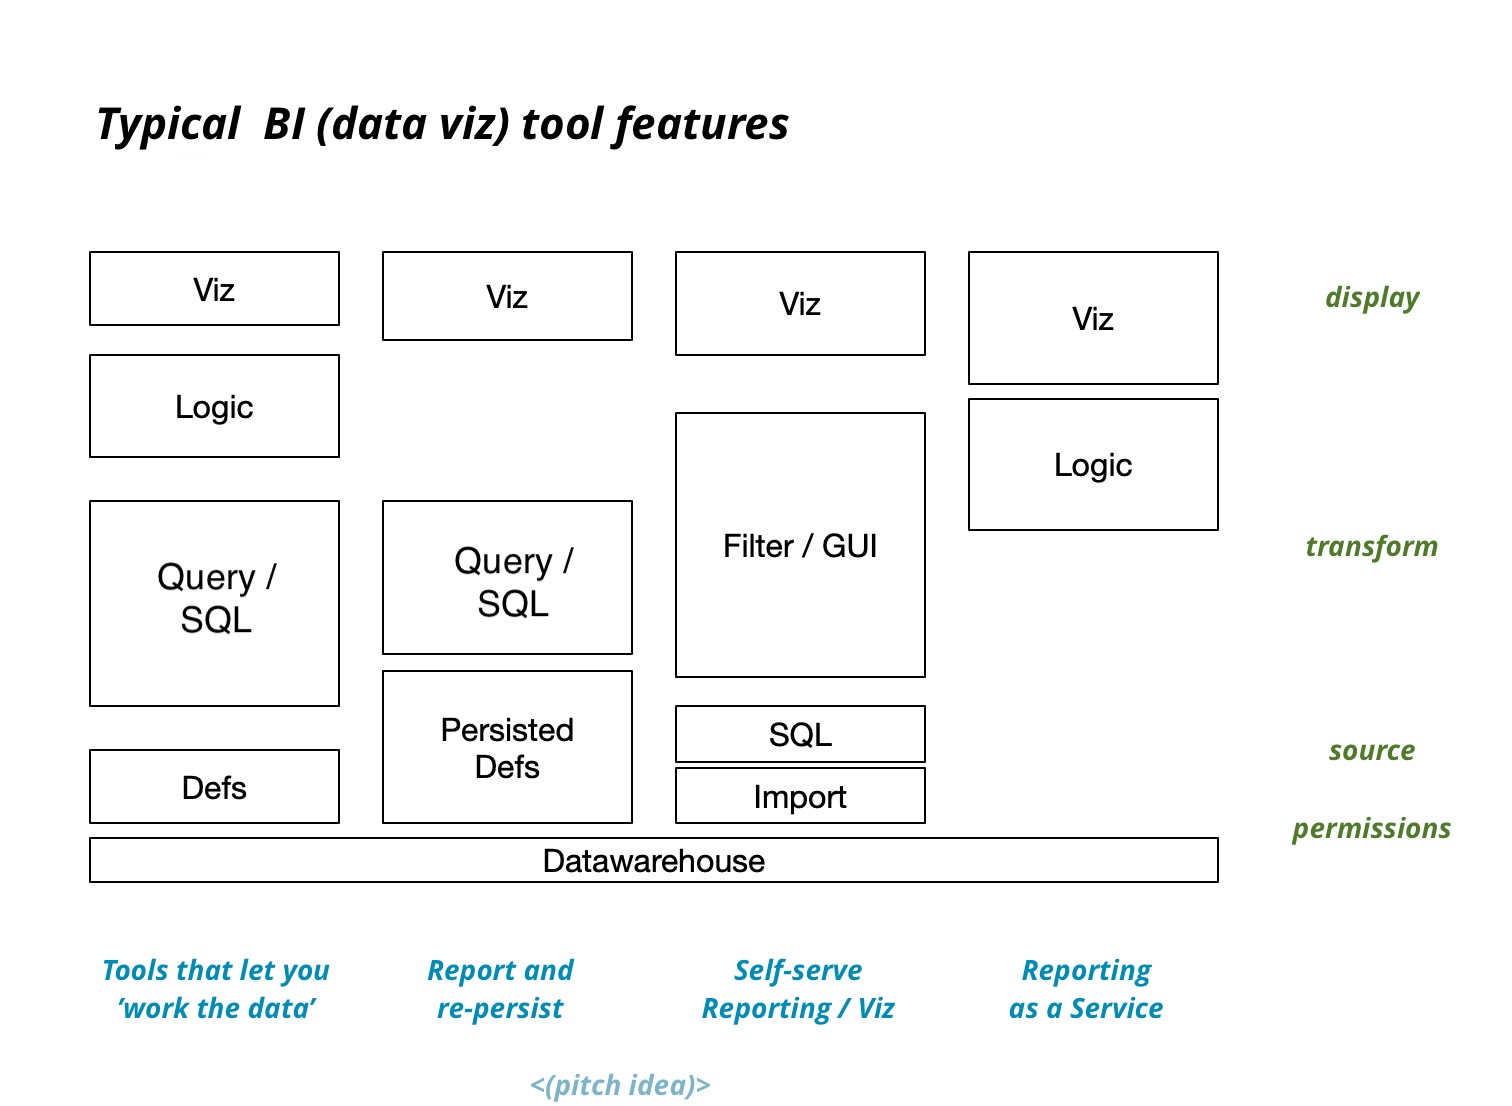 Typical  BI (data viz) tool features
Viz
Viz
Viz
Viz
display
Logic
Logic
Query /
SQL
Query /
SQL
Filter / GUI
transform
Defs
Persisted
Defs
SQL
Import
source
permissions
Datawarehouse
Tools that let you
’work the data’
Report and
re-persist
Self-serve
Reporting / Viz
Reporting
as a Service
<(pitch idea)>